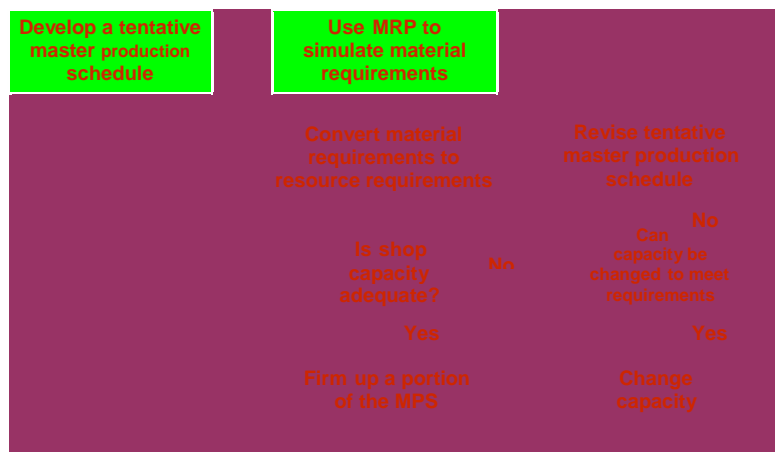 Develop a tentative
master production
schedule
Use MRP to
simulate material
requirements
Convert material
requirements to
resource requirements
Revise tentative
master production
schedule
Is shop
capacity
adequate?
No
No
Can
capacity be
changed to meet
requirements
Yes
Yes
Firm up a portion
of the MPS
Change
capacity